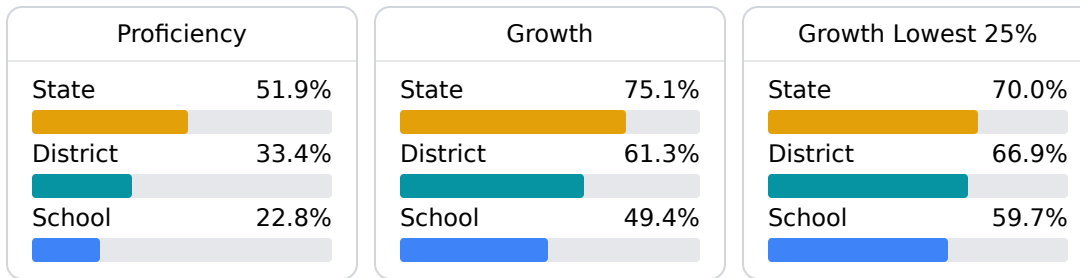 Proficiency
State 51.9%
District 33.4%
School 22.8%
Growth
State 75.1%
District 61.3%
School 49.4%
Growth Lowest 25%
State 70.0%
District 66.9%
School 59.7%